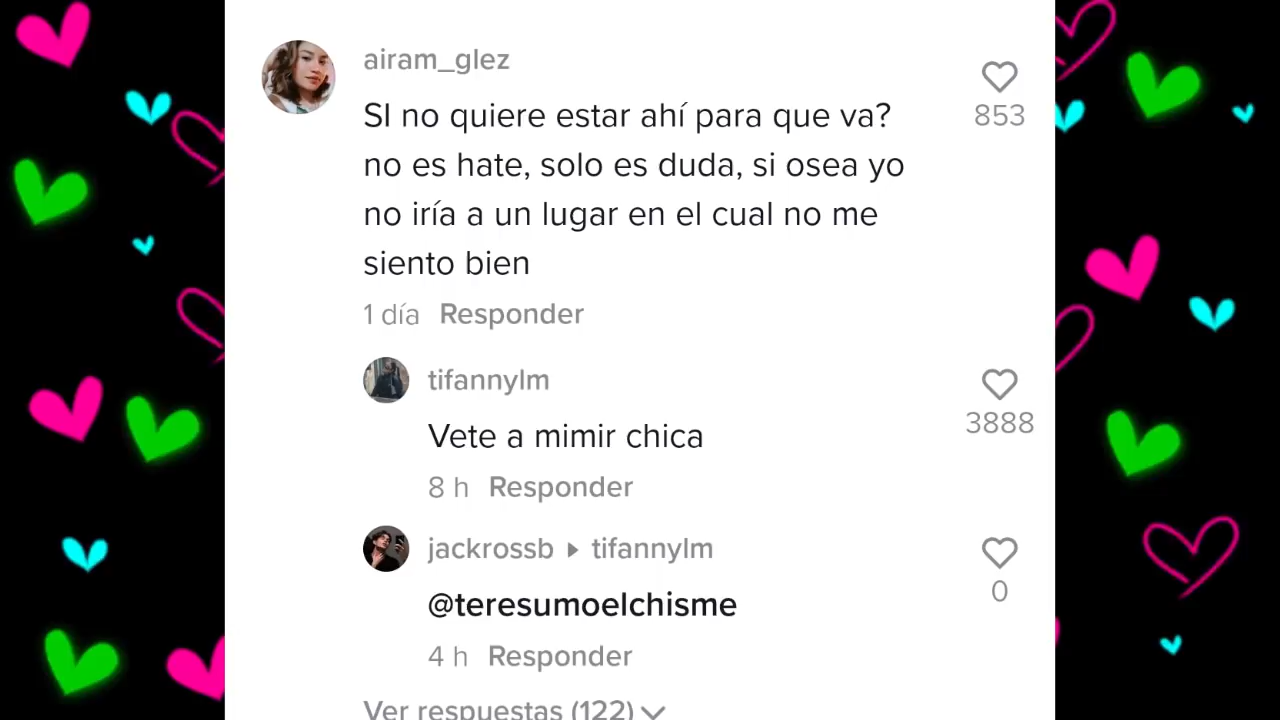 airam_glez
SI no quiere estar ahí para que va?
853
no es hate, solo es duda, si osea yo
no iría a un lugar en el cual no me
siento bien
1 día Responder
tifannylm
3888
Vete a mimir chica
8 h Responder
jackrossb ▸ tifannylm
0
@teresumoelchisme
4 h Responder
Ver respuestas (122)